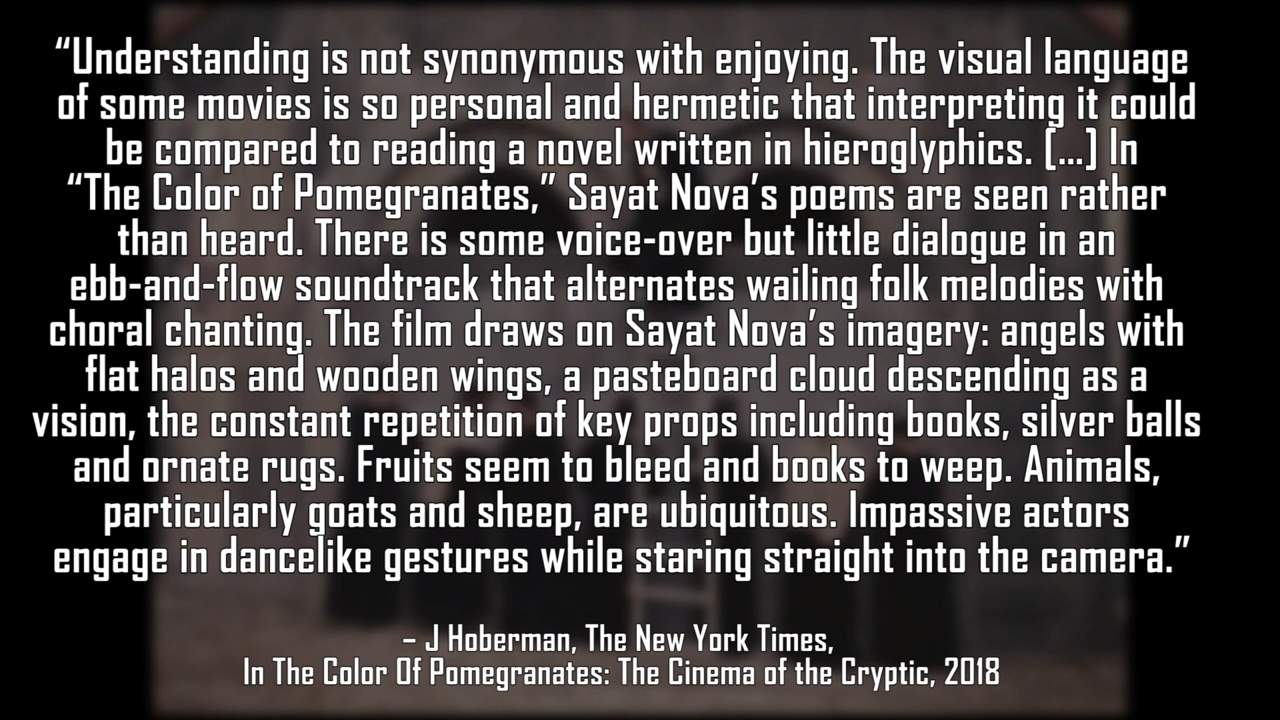 “Understanding is not synonymous with enjoying. The visual language
of some movies is so personal and hermetic that interpreting it could
be compared to reading a novel written in hieroglyphics. [...] In
“The Color of Pomegranates,” Sayat Nova’s poems are seen rather
than heard. There is some voice-over but little dialogue in an
ebb-and-flow soundtrack that alternates wailing folk melodies with
choral chanting. The film draws on Sayat Nova’s imagery: angels with
flat halos and wooden wings, a pasteboard cloud descending as a
vision, the constant repetition of key props including books, silver balls
and ornate rugs. Fruits seem to bleed and books to weep. Animals,
particularly goats and sheep, are ubiquitous. Impassive actors
engage in dancelike gestures while staring straight into the camera.”
– J Hoberman, The New York Times,
In The Color Of Pomegranates: The Cinema of the Cryptic, 2018